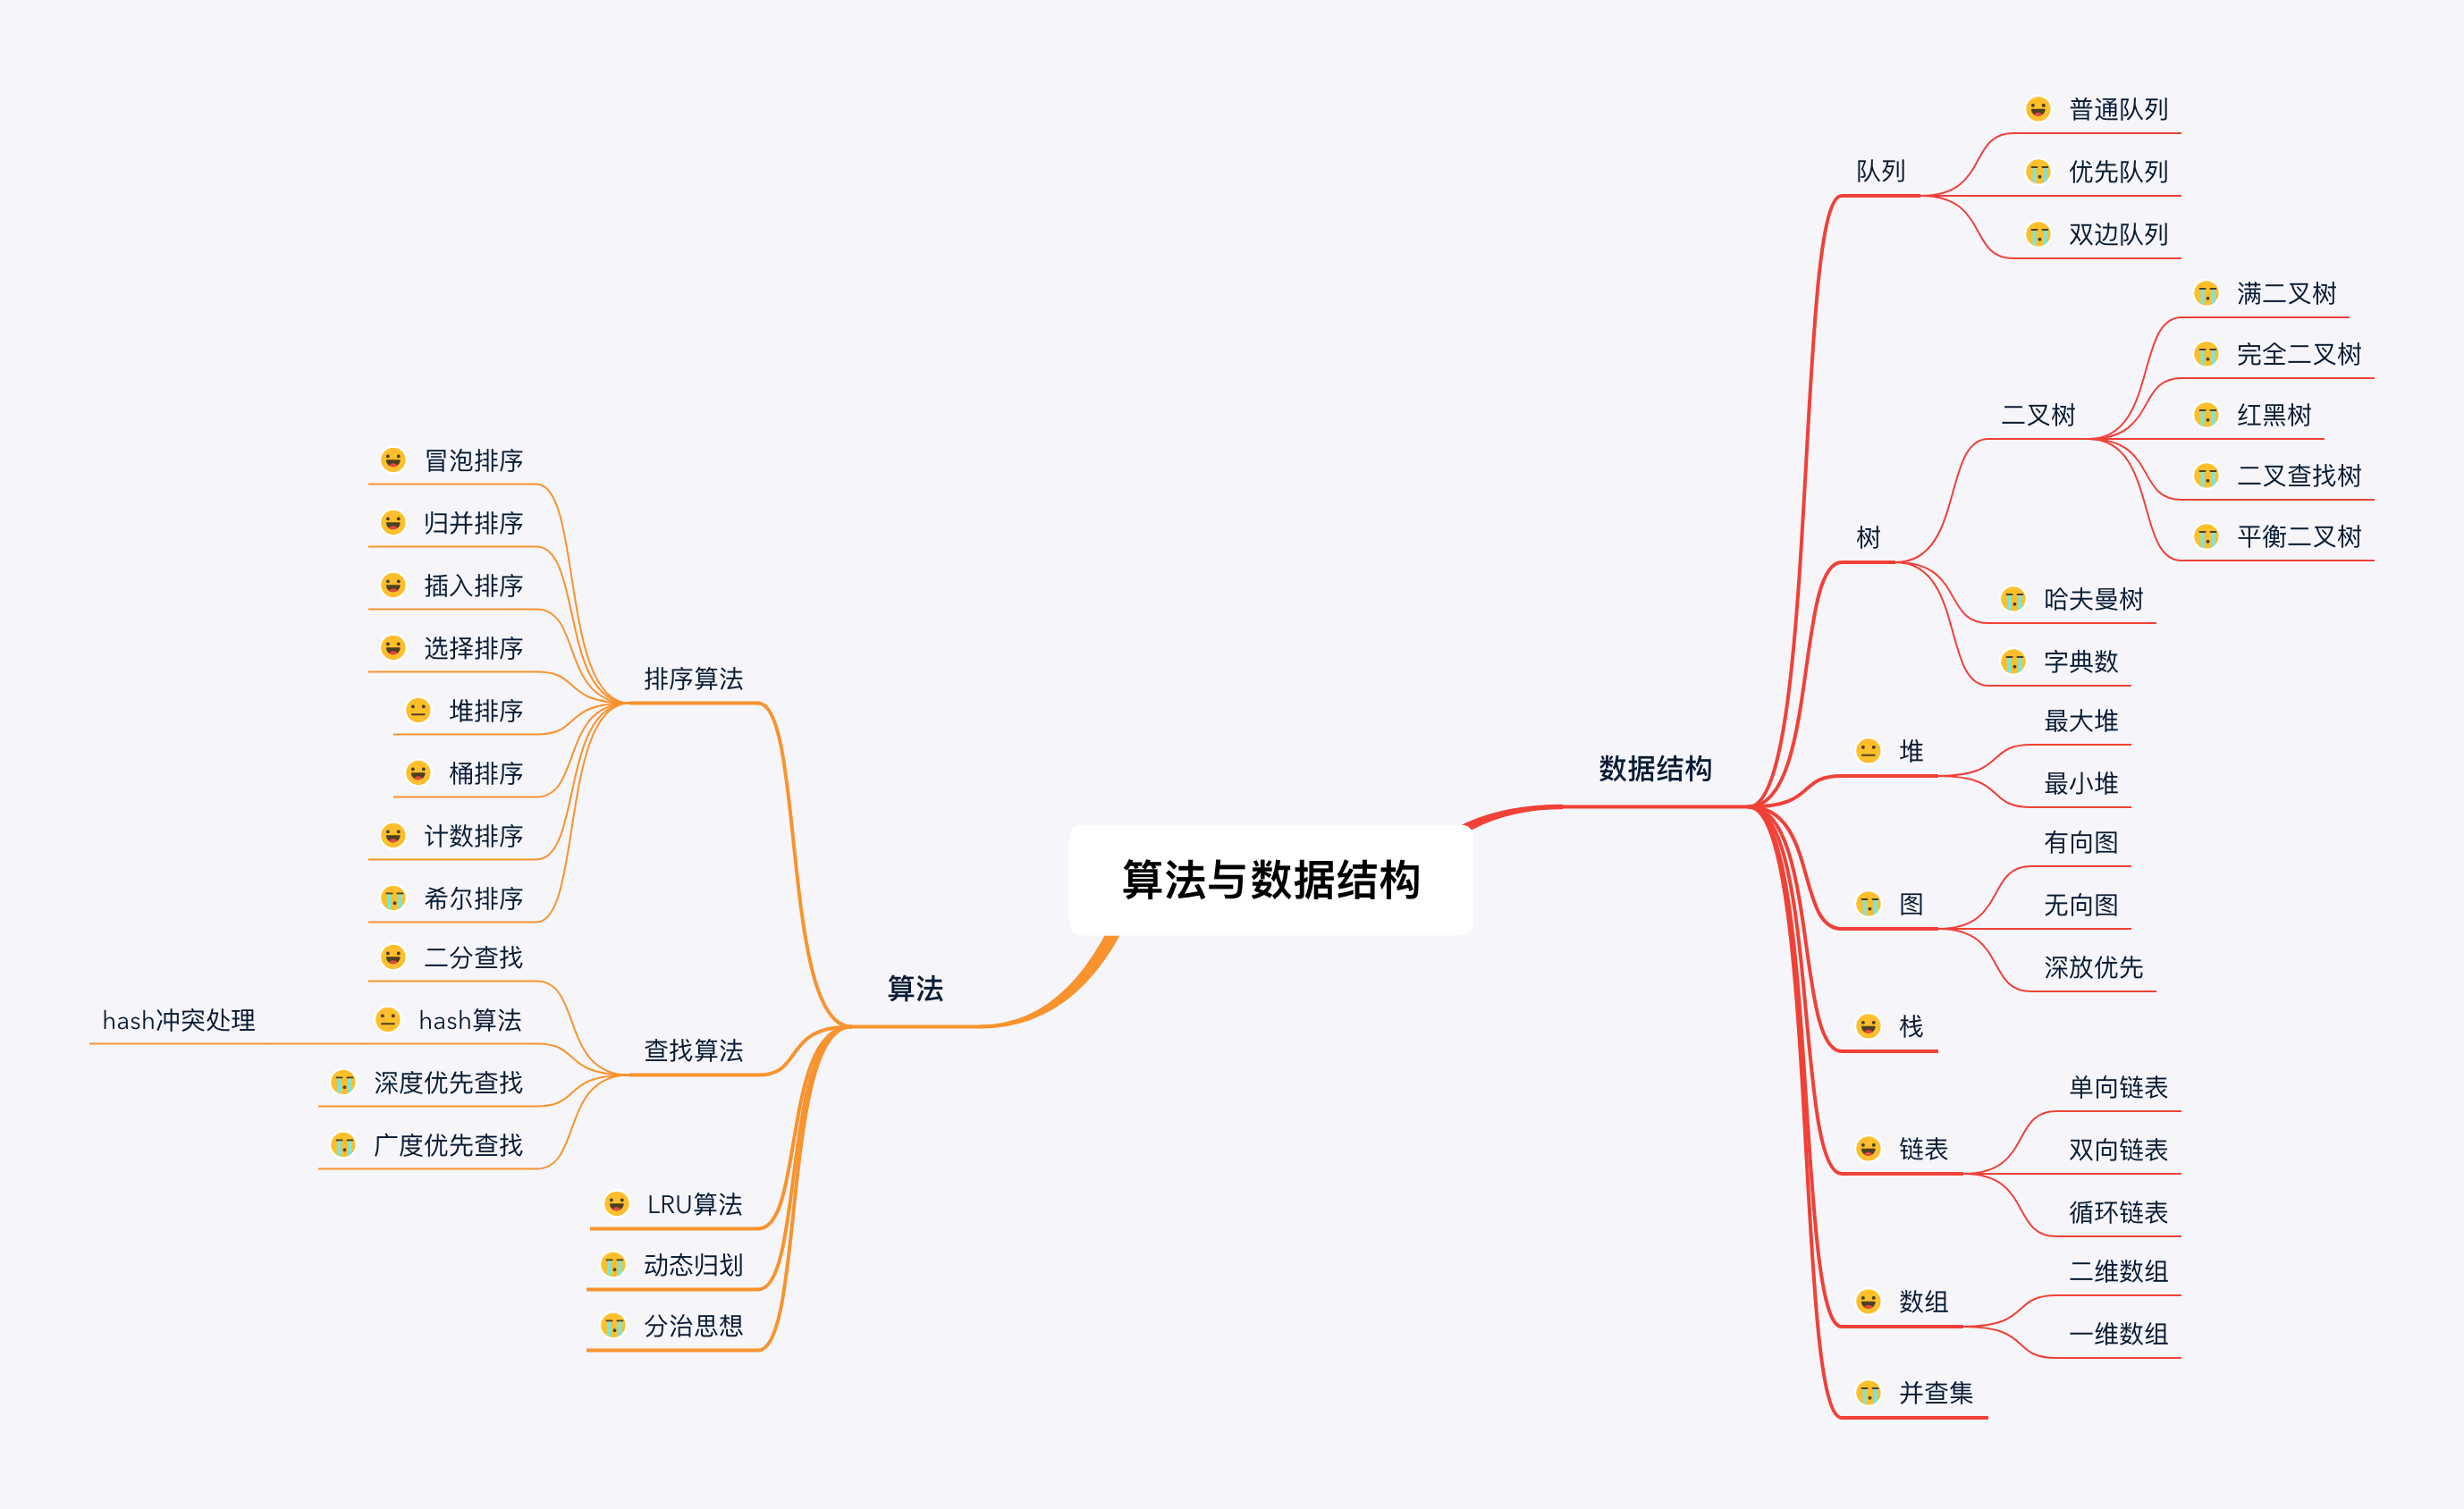 算法与数据结构
数据结构
队列
普通队列
优先队列
双边队列
树
二叉树
满二叉树
完全二叉树
红黑树
二叉查找树
平衡二叉树
哈夫曼树
字典数
堆
最大堆
最小堆
图
有向图
无向图
深放优先
栈
链表
单向链表
双向链表
循环链表
数组
二维数组
一维数组
并查集
算法
排序算法
冒泡排序
归并排序
插入排序
选择排序
堆排序
桶排序
计数排序
希尔排序
查找算法
二分查找
hash算法
hash冲突处理
深度优先查找
广度优先查找
LRU算法
动态归划
分治思想